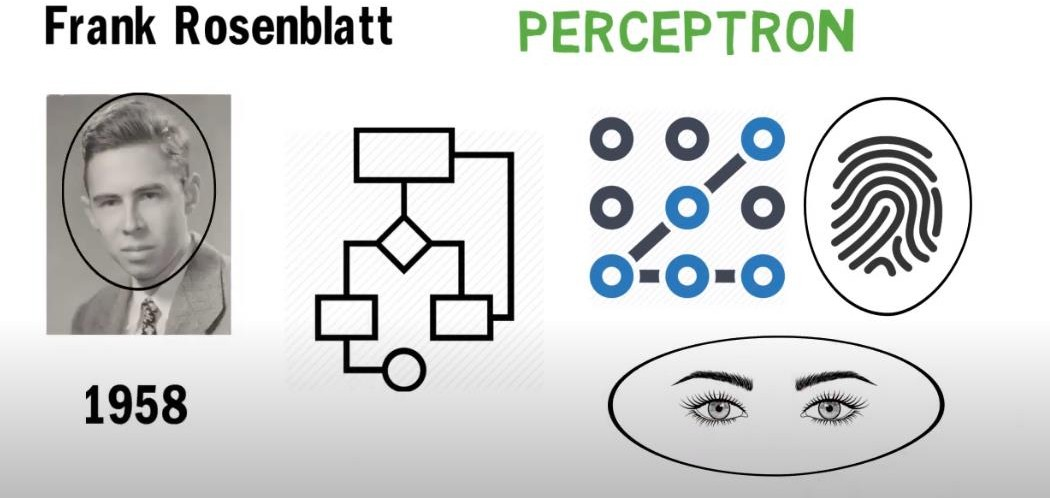 Frank Rosenblatt
PERCEPTRON
1958